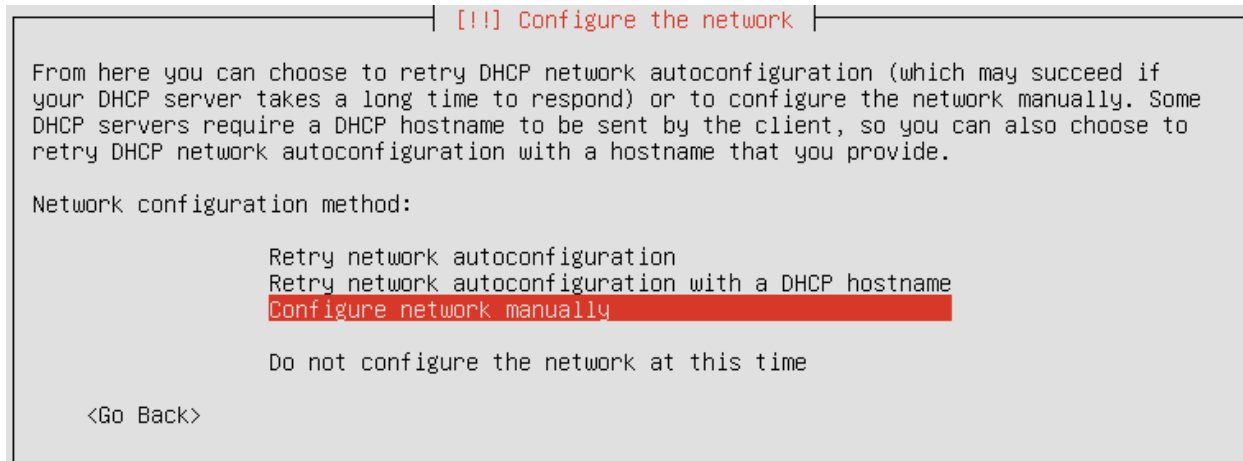 [!!] Configure the network
From here you can choose to retry DHCP network autoconfiguration (which may succeed if
your DHCP server takes a long time to respond) or to configure the network manually. Some
DHCP servers require a DHCP hostname to be sent by the client, so you can also choose to
retry DHCP network autoconfiguration with a hostname that you provide.
Network configuration method:
Retry network autoconfiguration
Retry network autoconfiguration with a DHCP hostname
Configure network manually
Do not configure the network at this time
<Go Back>